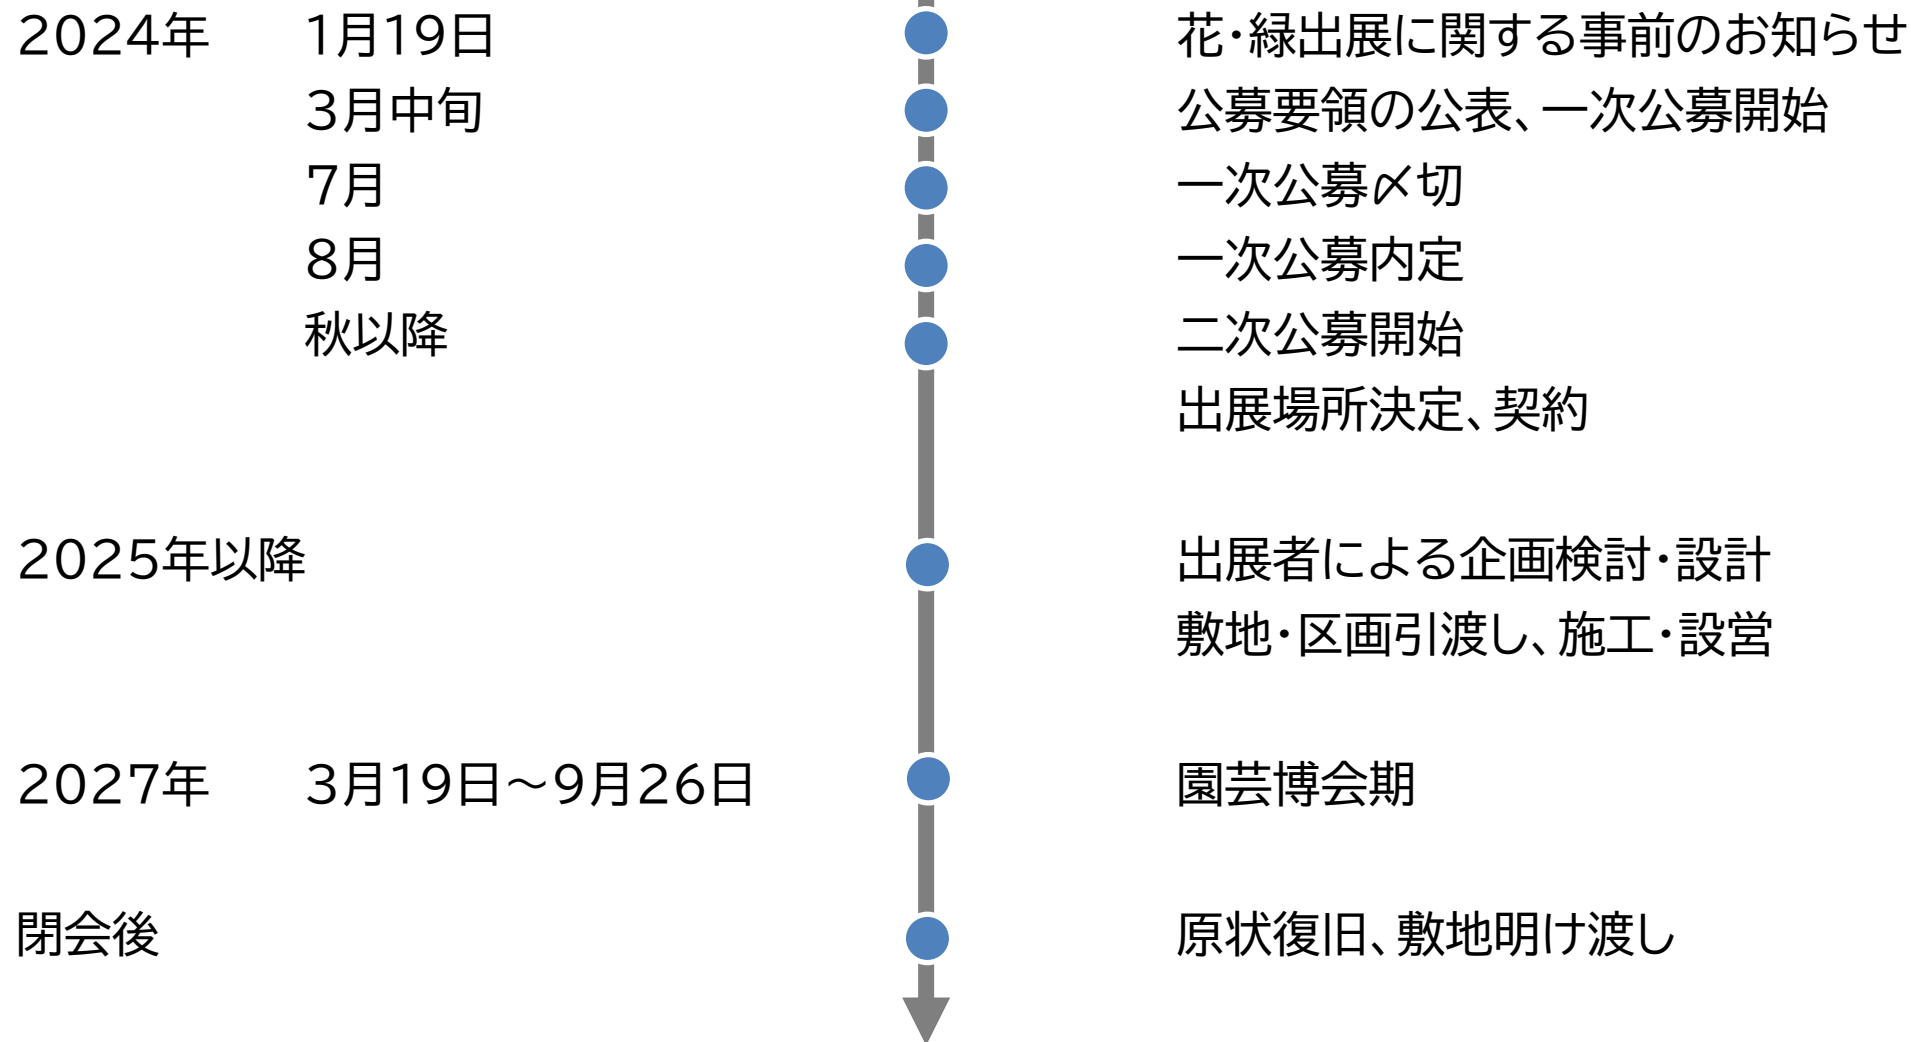 2024年 1月19日 花・緑出展に関する事前のお知らせ
3月中旬 公募要領の公表、一次公募開始
7月 一次公募〆切
8月 一次公募内定
秋以降 二次公募開始
出展場所決定、契約
2025年以降 出展者による企画検討・設計
敷地・区画引渡し、施工・設営
2027年 3月19日～9月26日 園芸博会期
閉会後 原状復旧、敷地明け渡し